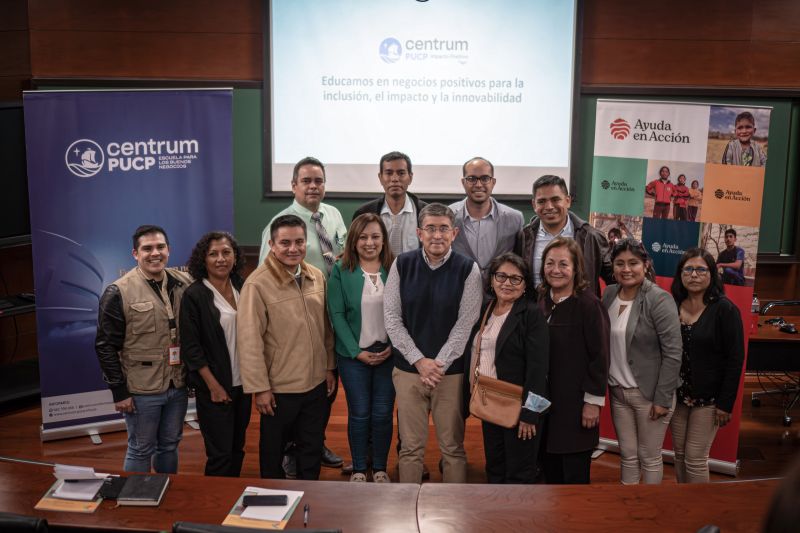 centrum
PUCP
ESCUELA PARA
LOS BUENOS
NEGOCIOS
centrum
PUCP
Educamos en negocios positivos para la
inclusión, el impacto y la innovabilidad
Ayuda
en Acción
Ayuda
en Acción
Ayuda
en Acción
Ayuda
en Acción